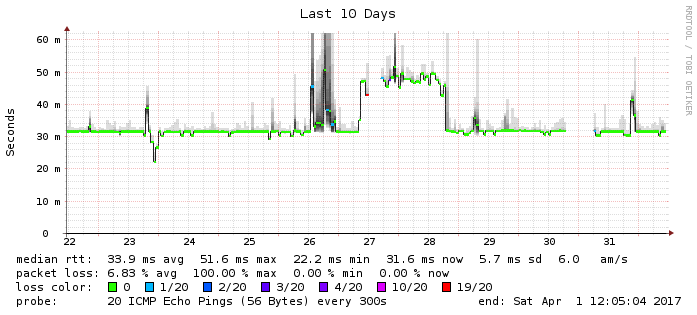 Last 10 Days
RRDTOOL / TOBI OETIKER
Seconds
60 m
50 m
40 m
30 m
20 m
10 m
0
22 23 24 25 26 27 28 29 30 31
median rtt: 33.9 ms avg 51.6 ms max 22.2 ms min 31.6 ms now 5.7 ms sd 6.0 am/s
packet loss: 6.83 % avg 100.00 % max 0.00 % min 0.00 % now
loss color: 0 1/20 2/20 3/20 4/20 10/20 19/20
probe: 20 ICMP Echo Pings (56 Bytes) every 300s end: Sat Apr 1 12:05:04 2017